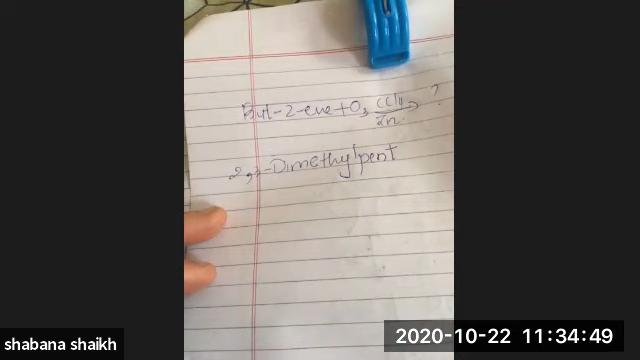 But-2-ene + O3 CCl4 ?
Zn
2,3-Dimethylpent
shabana shaikh
2020-10-22 11:34:49